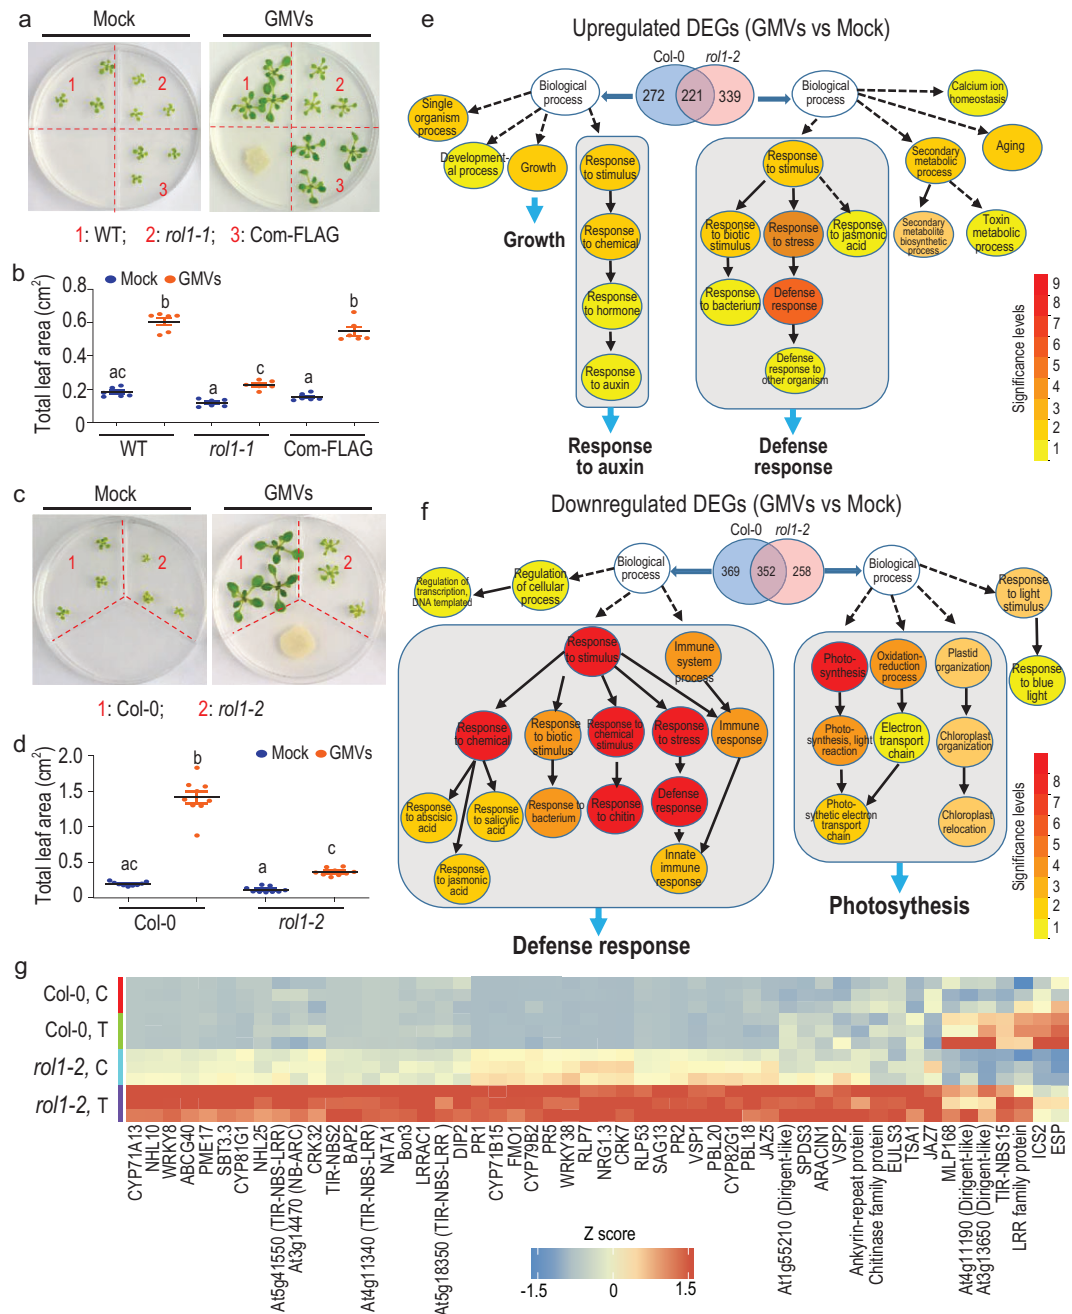 a
Mock
GMVs
1
2
3
1
2
3
1: WT; 2: rol1-1; 3: Com-FLAG
b
Mock
GMVs
Total leaf area (cm2)
0.8
0.6
0.4
0.2
0
ac
b
a
c
a
b
WT
rol1-1
Com-FLAG
c
Mock
GMVs
1
2
1
2
1: Col-0; 2: rol1-2
d
Mock
GMVs
Total leaf area (cm2)
2.0
1.5
1.0
0.5
0
ac
b
a
c
Col-0
rol1-2
e
Upregulated DEGs (GMVs vs Mock)
Col-0
rol1-2
272
221
339
Biological
process
Single
organism
process
Development-
al process
Growth
Growth
Response
to stimulus
Response
to chemical
Response
to hormone
Response
to auxin
Response
to auxin
Biological
process
Calcium ion
homeostasis
Aging
Secondary
metabolic
process
Secondary
metabolite
biosynthetic process
Toxin
metabolic
process
Response
to stimulus
Response
to biotic
stimulus
Response
to stress
Response
to jasmonic
acid
Response
to bacterium
Defense
response
Defense
response to
other organism
Defense
response
Significance levels
9
8
7
6
5
4
3
2
1
f
Downregulated DEGs (GMVs vs Mock)
Col-0
rol1-2
369
352
258
Biological
process
Regulation
of cellular
process
Regulation of
transcription,
DNA templated
Response
to stimulus
Immune
system
process
Response
to chemical
Response
to biotic
stimulus
Response to
chemical
stimulus
Response
to stress
Immune
response
Response
to abscisic
acid
Response
to salicylic
acid
Response to
bacterium
Response
to chitin
Defense
response
Response
to jasmonic
acid
Innate
immune
response
Defense response
Biological
process
Response
to light
stimulus
Response
to blue
light
Photo-
synthesis
Oxidation-
reduction
process
Plastid
organization
Photo-
synthesis, light
reaction
Electron
transport
chain
Chloroplast
organization
Photo-
sythetic electron
transport
chain
Chloroplast
relocation
Photosythesis
Significance levels
8
7
6
5
4
3
2
1
g
Col-0, C
Col-0, T
rol1-2, C
rol1-2, T
CYP71A13
NHL10
WRKY8
ABCG40
PME17
SBT3.3
CYP81G1
NHL25
At5g41550 (TIR-NBS-LRR)
At3g14470 (NB-ARC)
CRK32
TIR-NBS2
BAP2
At4g11340 (TIR-NBS-LRR)
NATA1
Bon3
LRRAC1
At5g18350 (TIR-NBS-LRR )
DIP2
PR1
CYP71B15
FMO1
CYP79B2
PR5
WRKY38
RLP7
NRG1.3
CRK7
RLP53
SAG13
PR2
VSP1
PBL20
CYP82G1
PBL18
JAZ5
At1g55210 (Dirigent-like)
SPDS3
ARACIN1
VSP2
Ankyrin-repeat protein
Chitinase family protein
EULS3
TSA1
JAZ7
MLP168
At4g11190 (Dirigent-like)
At3g13650 (Dirigent-like)
TIR-NBS15
LRR family protein
ICS2
ESP
Z score
-1.5
0
1.5